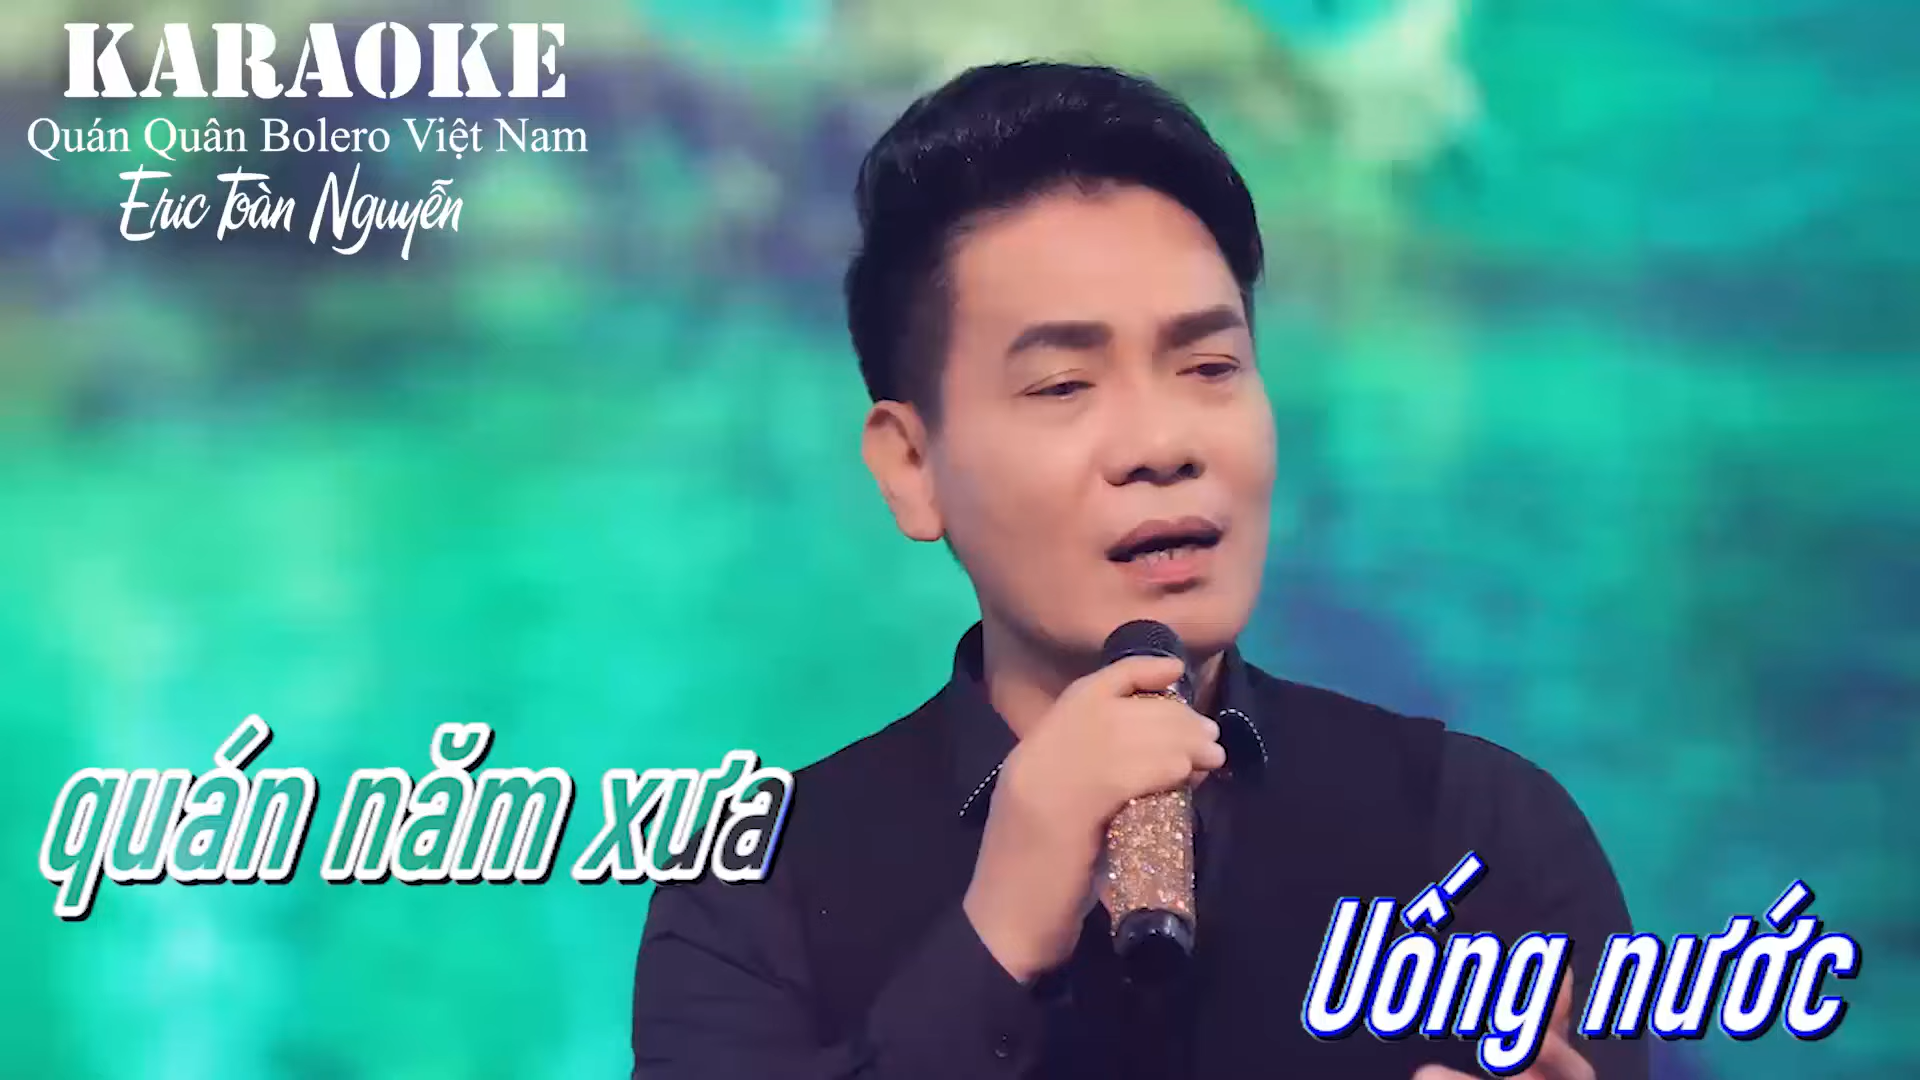 KARAOKE
Quán Quân Bolero Việt Nam
Eric Toàn Nguyễn
quán năm xưa
Uống nước